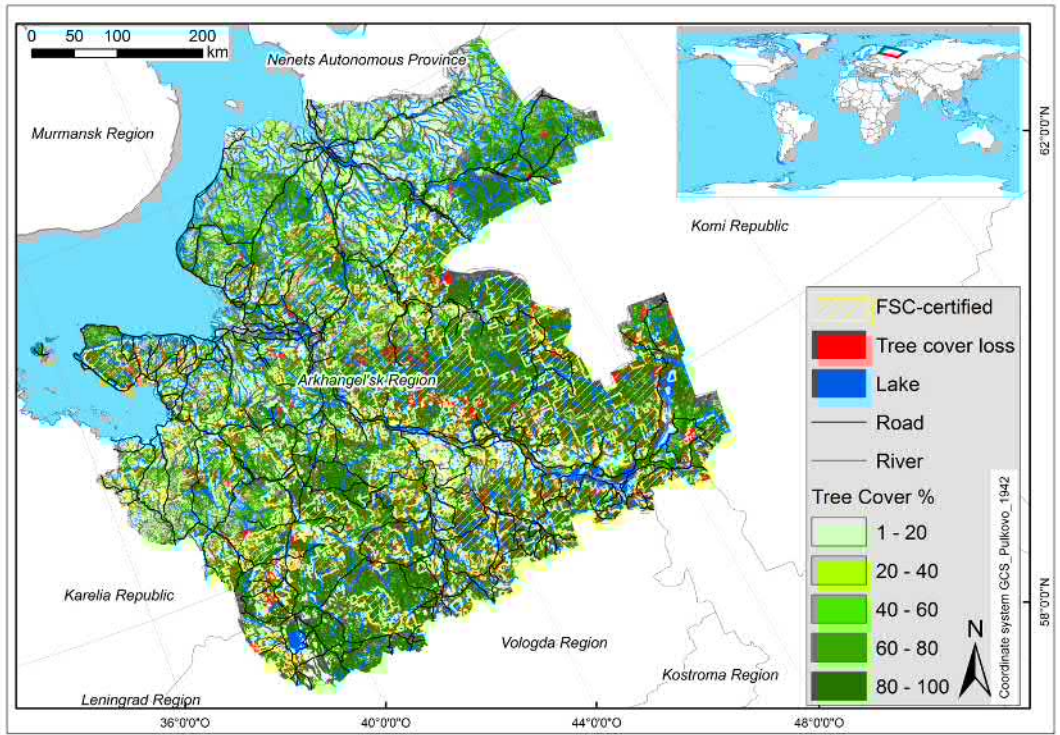 0 50 100 200
km
Nenets Autonomous Province
Murmansk Region
62°0'0"N
Komi Republic
FSC-certified
Tree cover loss
Lake
Road
River
Tree Cover %
1 - 20
20 - 40
40 - 60
60 - 80
80 - 100
Coordinate system GCS_Pulkovo_1942
N
58°0'0"N
Arkhangel'sk Region
Karelia Republic
Vologda Region
Kostroma Region
Leningrad Region
36°0'0"O
40°0'0"O
44°0'0"O
48°0'0"O